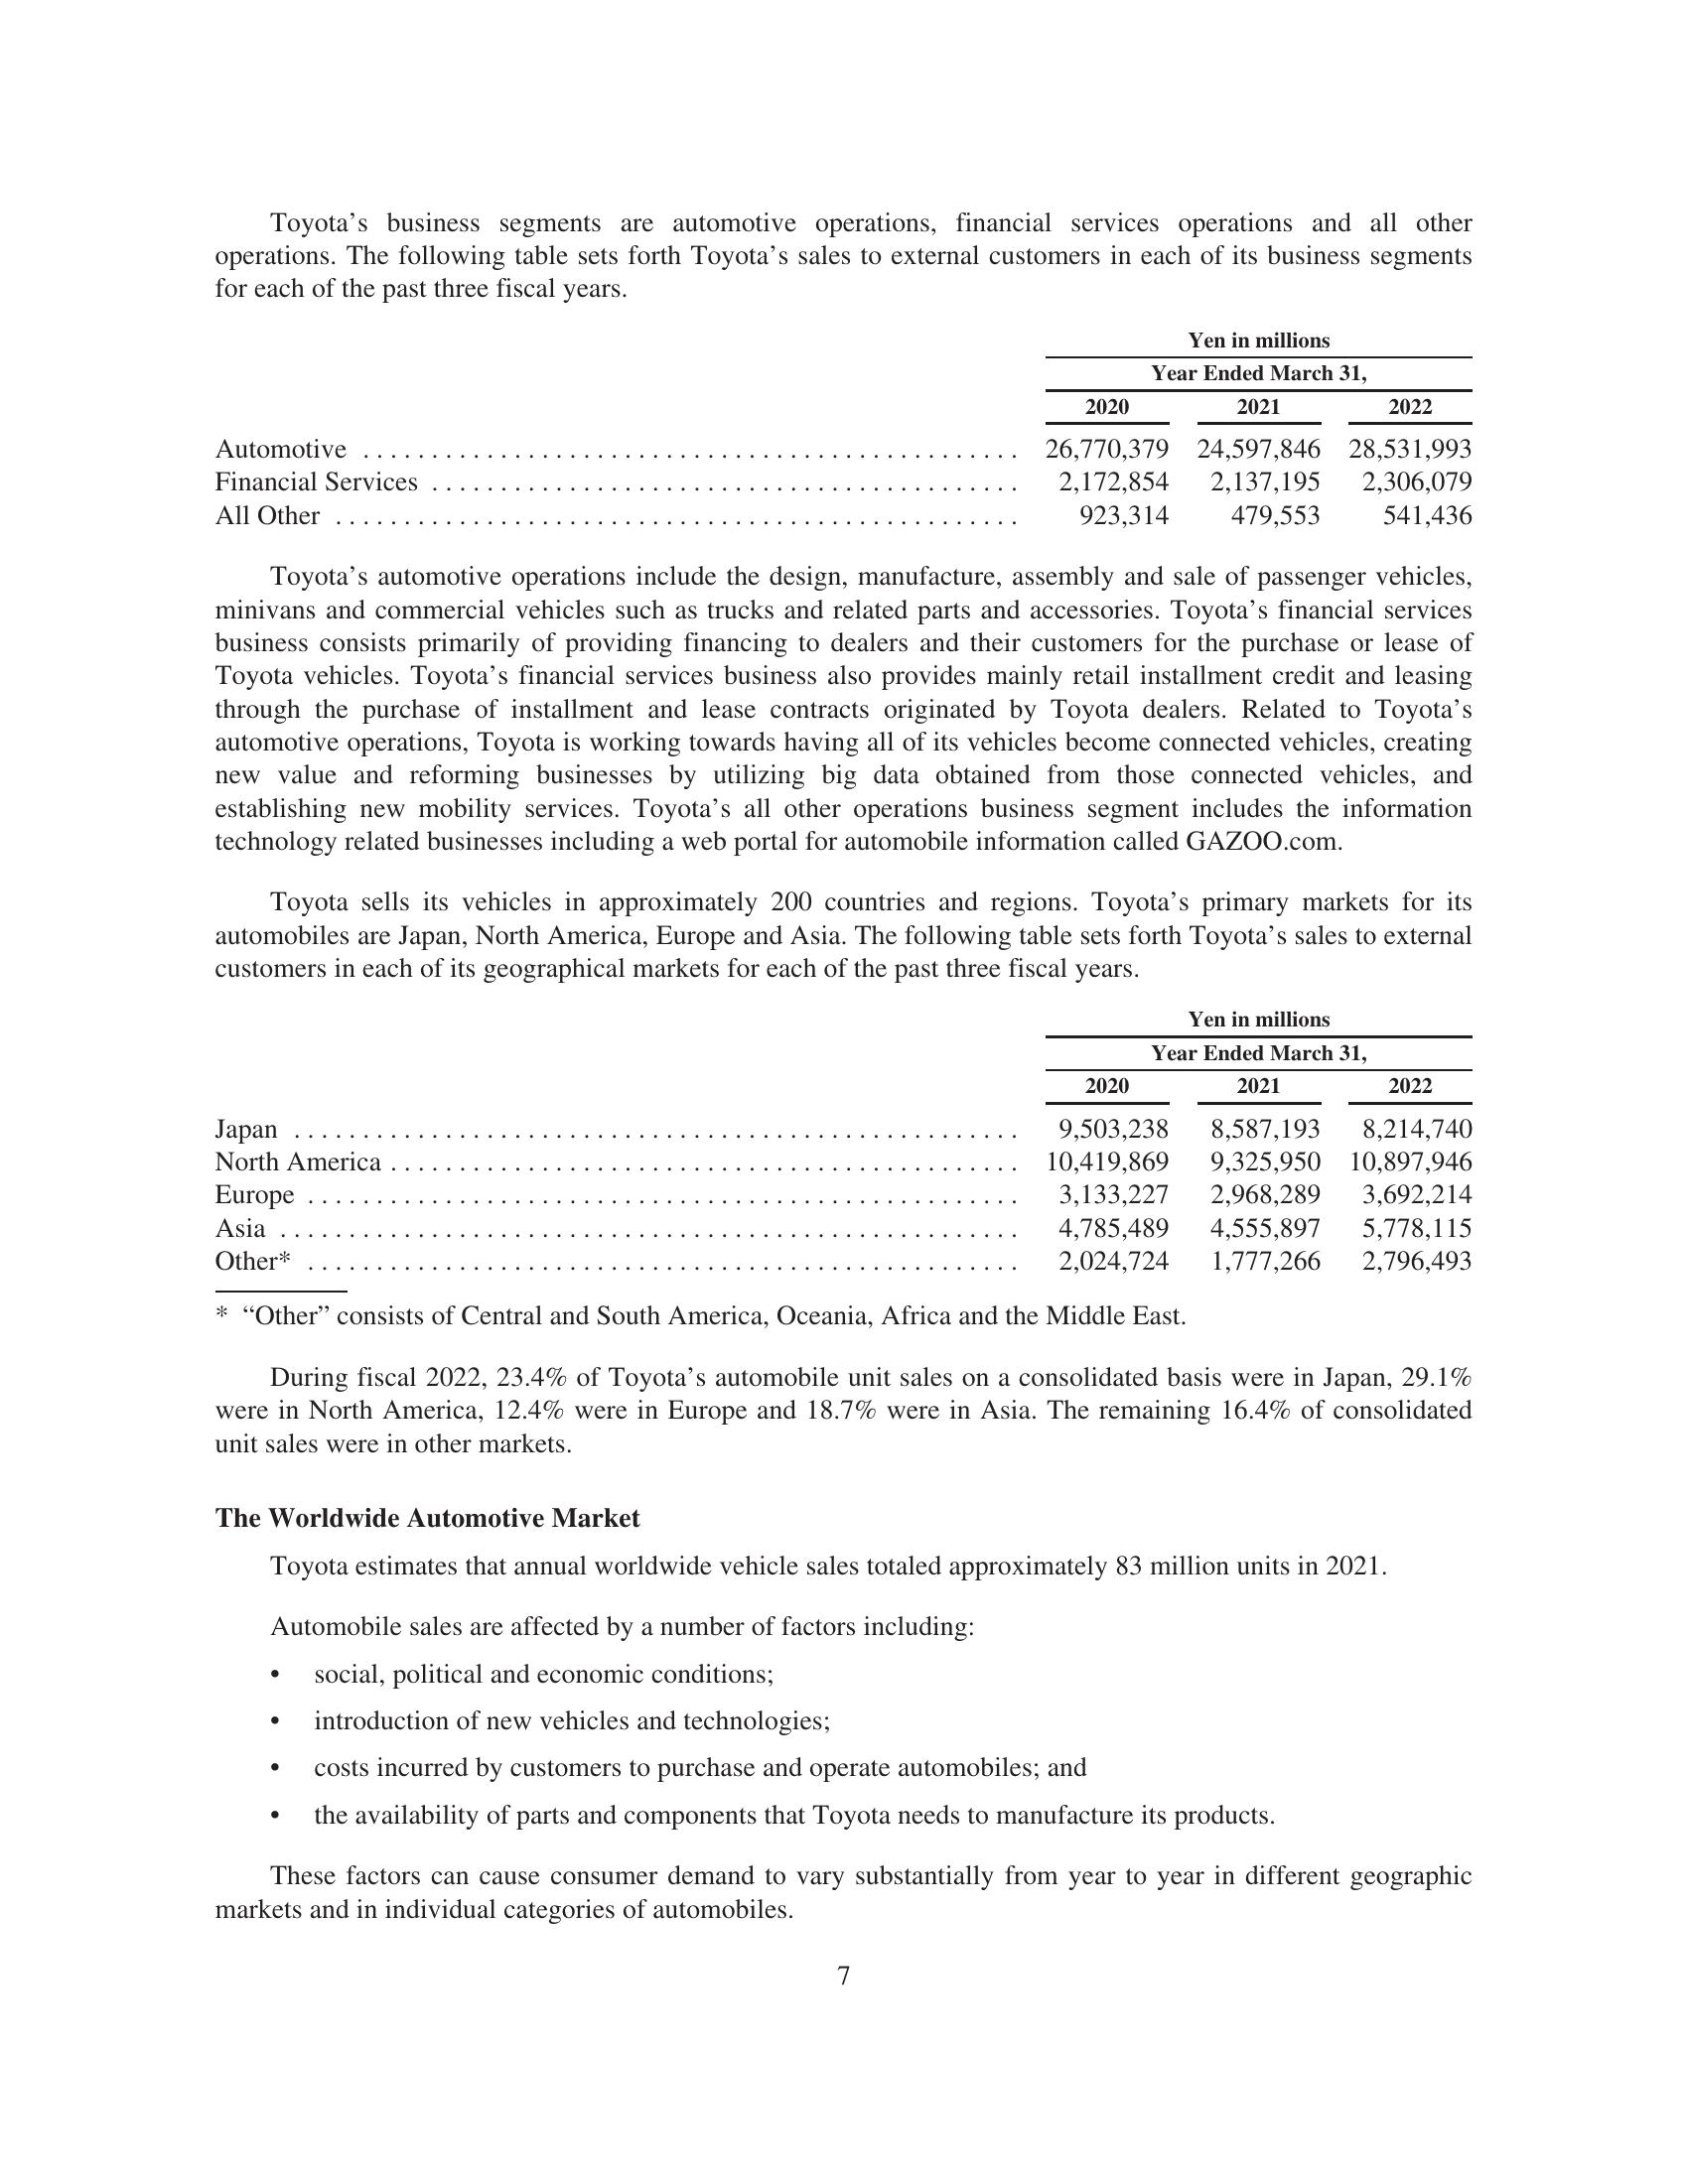 Toyota’s business segments are automotive operations, financial services operations and all other
operations. The following table sets forth Toyota’s sales to external customers in each of its business segments
for each of the past three fiscal years.
Yen in millions
Year Ended March 31,
2020 2021 2022
Automotive . . . . . . . . . . . . . . . . . . . . . . . . . . . . . . . . . . . . . . . . . . . . . . . . 26,770,379 24,597,846 28,531,993
Financial Services . . . . . . . . . . . . . . . . . . . . . . . . . . . . . . . . . . . . . . . . . . . 2,172,854 2,137,195 2,306,079
All Other . . . . . . . . . . . . . . . . . . . . . . . . . . . . . . . . . . . . . . . . . . . . . . . . . . 923,314 479,553 541,436
Toyota’s automotive operations include the design, manufacture, assembly and sale of passenger vehicles,
minivans and commercial vehicles such as trucks and related parts and accessories. Toyota’s financial services
business consists primarily of providing financing to dealers and their customers for the purchase or lease of
Toyota vehicles. Toyota’s financial services business also provides mainly retail installment credit and leasing
through the purchase of installment and lease contracts originated by Toyota dealers. Related to Toyota’s
automotive operations, Toyota is working towards having all of its vehicles become connected vehicles, creating
new value and reforming businesses by utilizing big data obtained from those connected vehicles, and
establishing new mobility services. Toyota’s all other operations business segment includes the information
technology related businesses including a web portal for automobile information called GAZOO.com.
Toyota sells its vehicles in approximately 200 countries and regions. Toyota’s primary markets for its
automobiles are Japan, North America, Europe and Asia. The following table sets forth Toyota’s sales to external
customers in each of its geographical markets for each of the past three fiscal years.
Yen in millions
Year Ended March 31,
2020 2021 2022
Japan . . . . . . . . . . . . . . . . . . . . . . . . . . . . . . . . . . . . . . . . . . . . . . . . . . . . . 9,503,238 8,587,193 8,214,740
North America . . . . . . . . . . . . . . . . . . . . . . . . . . . . . . . . . . . . . . . . . . . . . . 10,419,869 9,325,950 10,897,946
Europe . . . . . . . . . . . . . . . . . . . . . . . . . . . . . . . . . . . . . . . . . . . . . . . . . . . . 3,133,227 2,968,289 3,692,214
Asia . . . . . . . . . . . . . . . . . . . . . . . . . . . . . . . . . . . . . . . . . . . . . . . . . . . . . . 4,785,489 4,555,897 5,778,115
Other* . . . . . . . . . . . . . . . . . . . . . . . . . . . . . . . . . . . . . . . . . . . . . . . . . . . . 2,024,724 1,777,266 2,796,493
* “Other” consists of Central and South America, Oceania, Africa and the Middle East.
During fiscal 2022, 23.4% of Toyota’s automobile unit sales on a consolidated basis were in Japan, 29.1%
were in North America, 12.4% were in Europe and 18.7% were in Asia. The remaining 16.4% of consolidated
unit sales were in other markets.
The Worldwide Automotive Market
Toyota estimates that annual worldwide vehicle sales totaled approximately 83 million units in 2021.
Automobile sales are affected by a number of factors including:
• social, political and economic conditions;
• introduction of new vehicles and technologies;
• costs incurred by customers to purchase and operate automobiles; and
• the availability of parts and components that Toyota needs to manufacture its products.
These factors can cause consumer demand to vary substantially from year to year in different geographic
markets and in individual categories of automobiles.
7